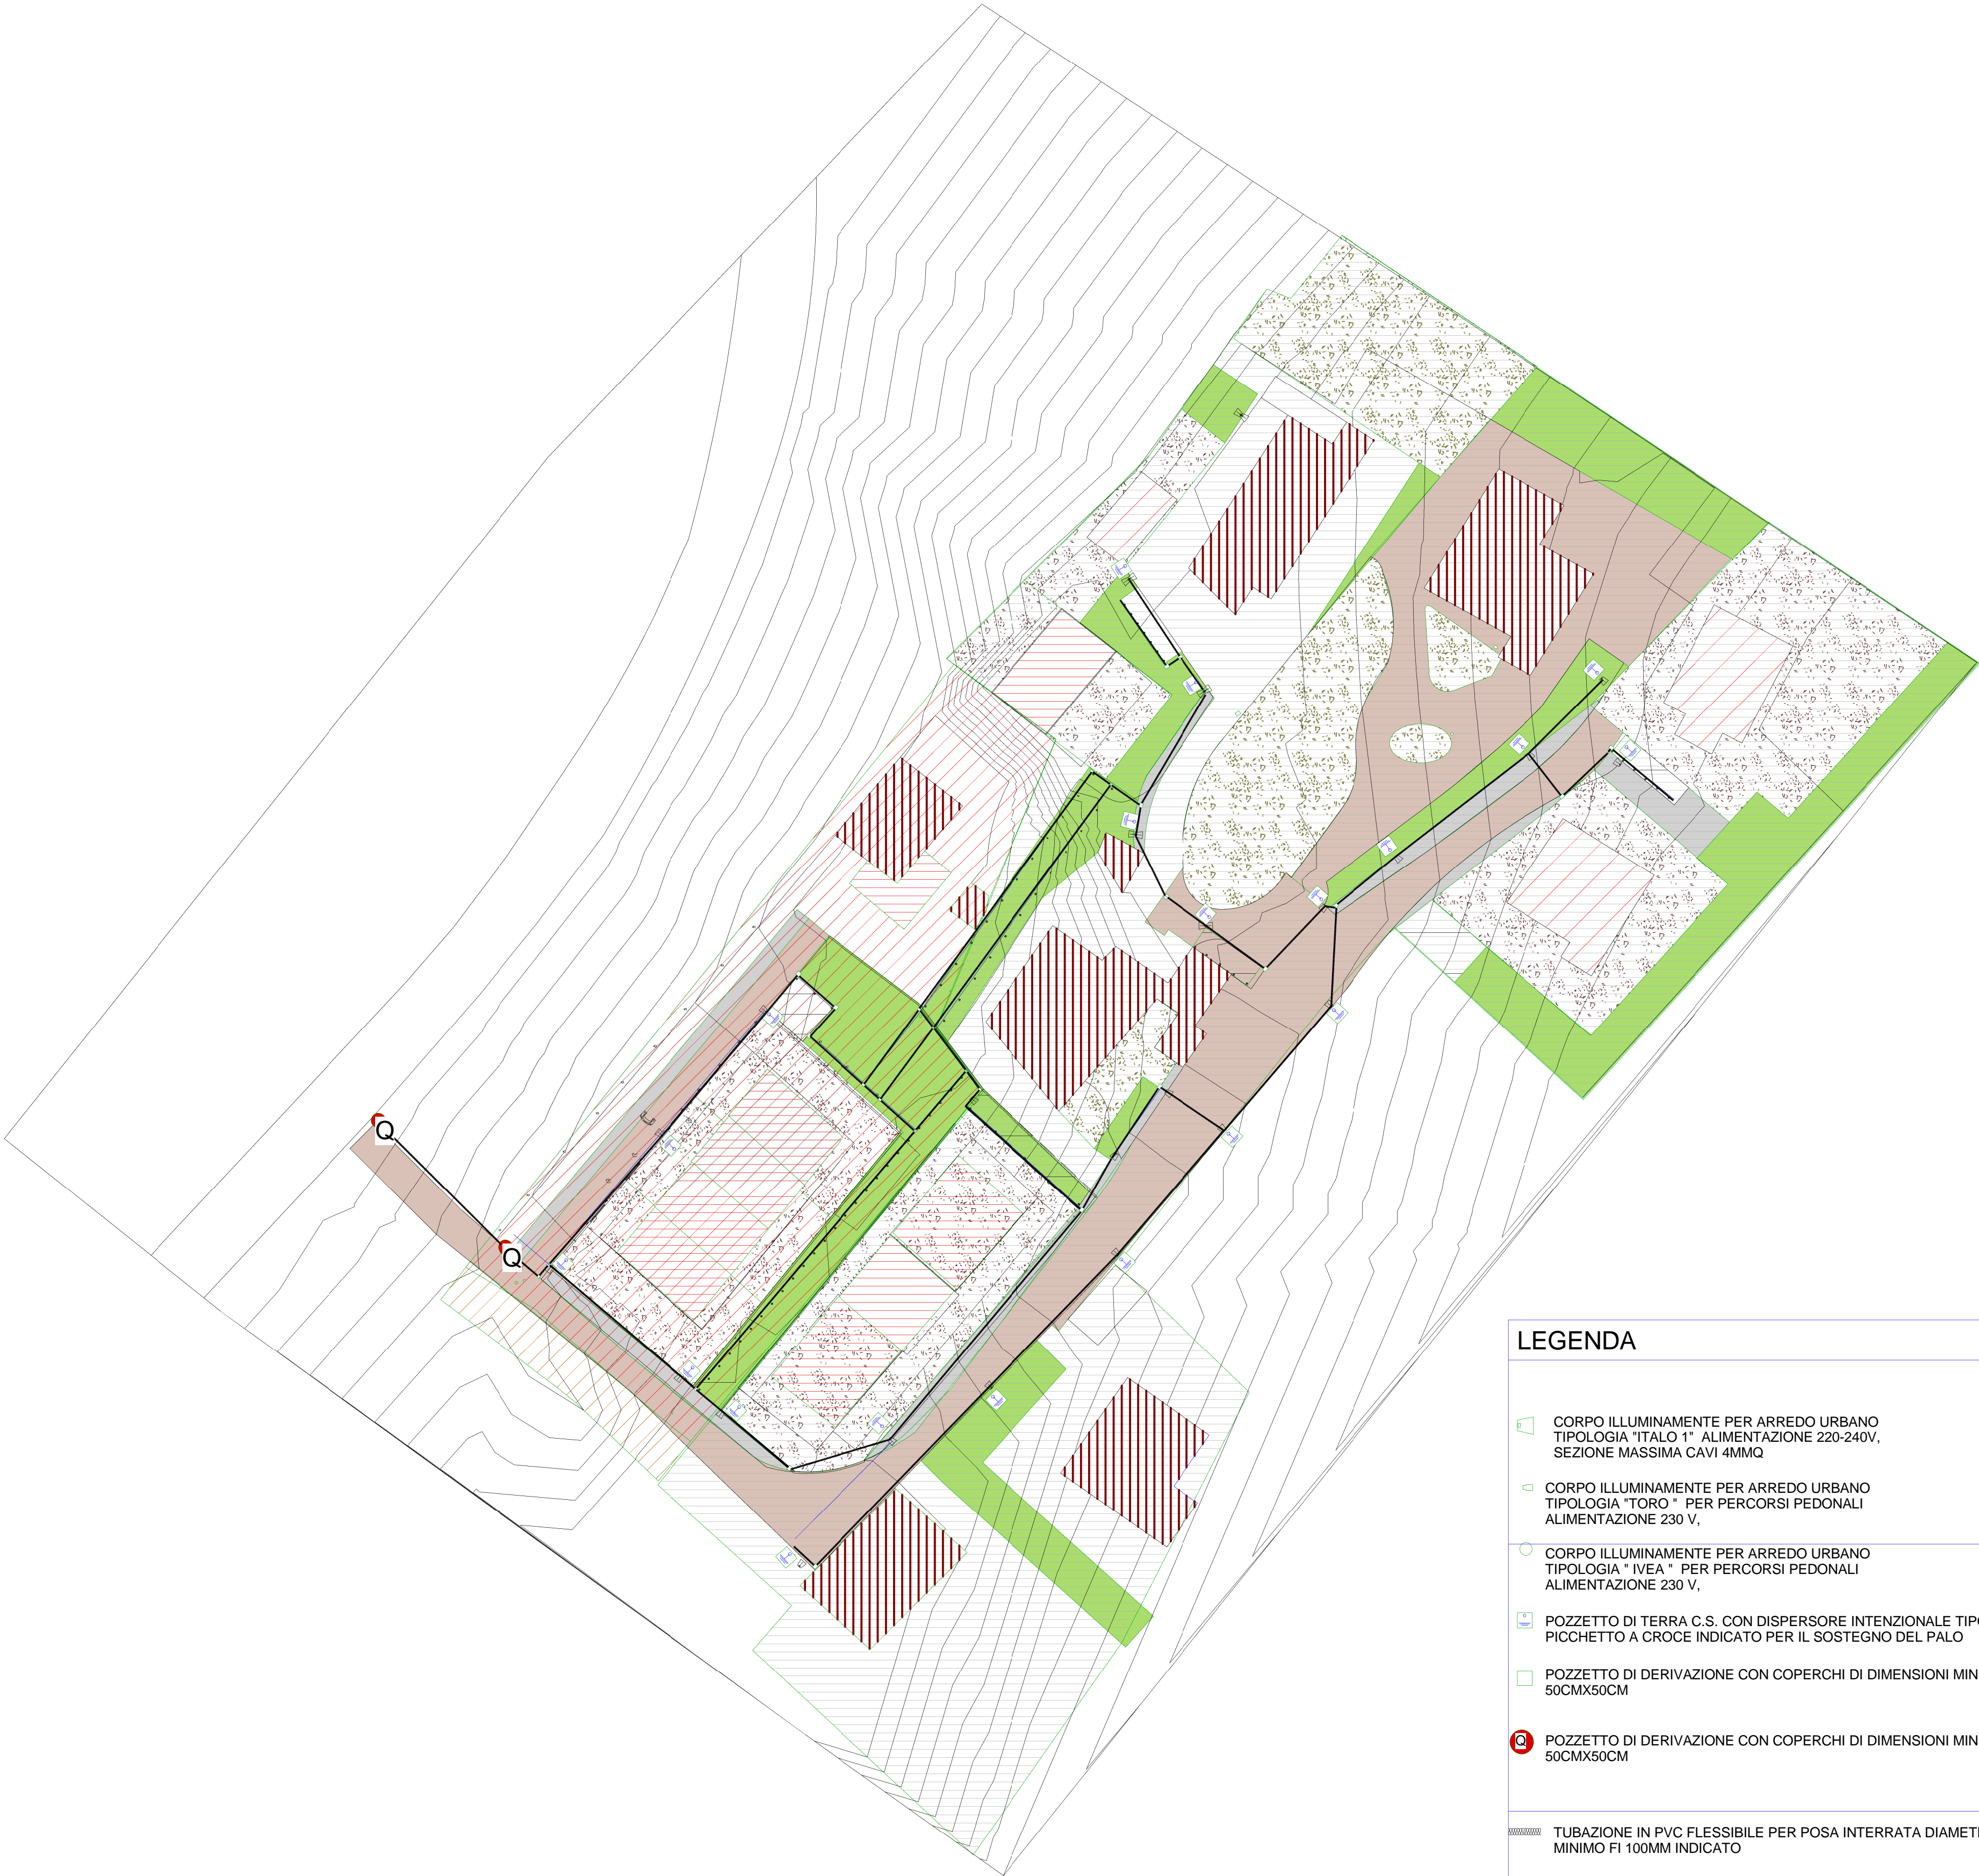 Q
Q
LEGENDA
CORPO ILLUMINAMENTE PER ARREDO URBANO
TIPOLOGIA "ITALO 1" ALIMENTAZIONE 220-240V,
SEZIONE MASSIMA CAVI 4MMQ
CORPO ILLUMINAMENTE PER ARREDO URBANO
TIPOLOGIA "TORO " PER PERCORSI PEDONALI
ALIMENTAZIONE 230 V,
CORPO ILLUMINAMENTE PER ARREDO URBANO
TIPOLOGIA " IVEA " PER PERCORSI PEDONALI
ALIMENTAZIONE 230 V,
POZZETTO DI TERRA C.S. CON DISPERSORE INTENZIONALE
PICCHETTO A CROCE INDICATO PER IL SOSTEGNO DEL PALO
POZZETTO DI DERIVAZIONE CON COPERCHI DI DIMENSIONI MIN
50CMX50CM
Q POZZETTO DI DERIVAZIONE CON COPERCHI DI DIMENSIONI MIN
50CMX50CM
TUBAZIONE IN PVC FLESSIBILE PER POSA INTERRATA
MINIMO FI 100MM INDICATO